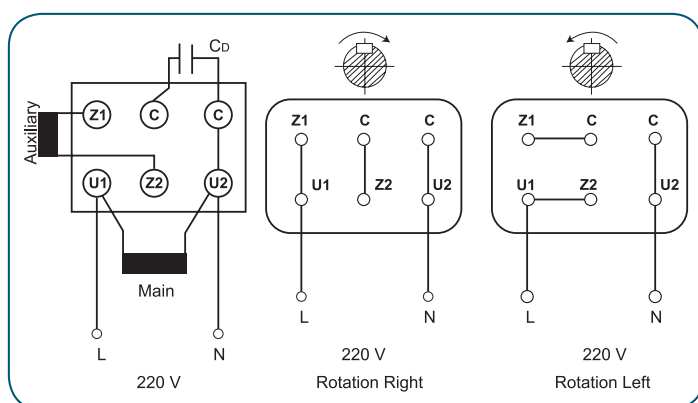 CD
Auxiliary
Z1 C C
U1 Z2 U2
Main
L N
220 V
Z1 C C
U1 Z2 U2
L N
220 V
Rotation Right
Z1 C C
U1 Z2 U2
L N
220 V
Rotation Left